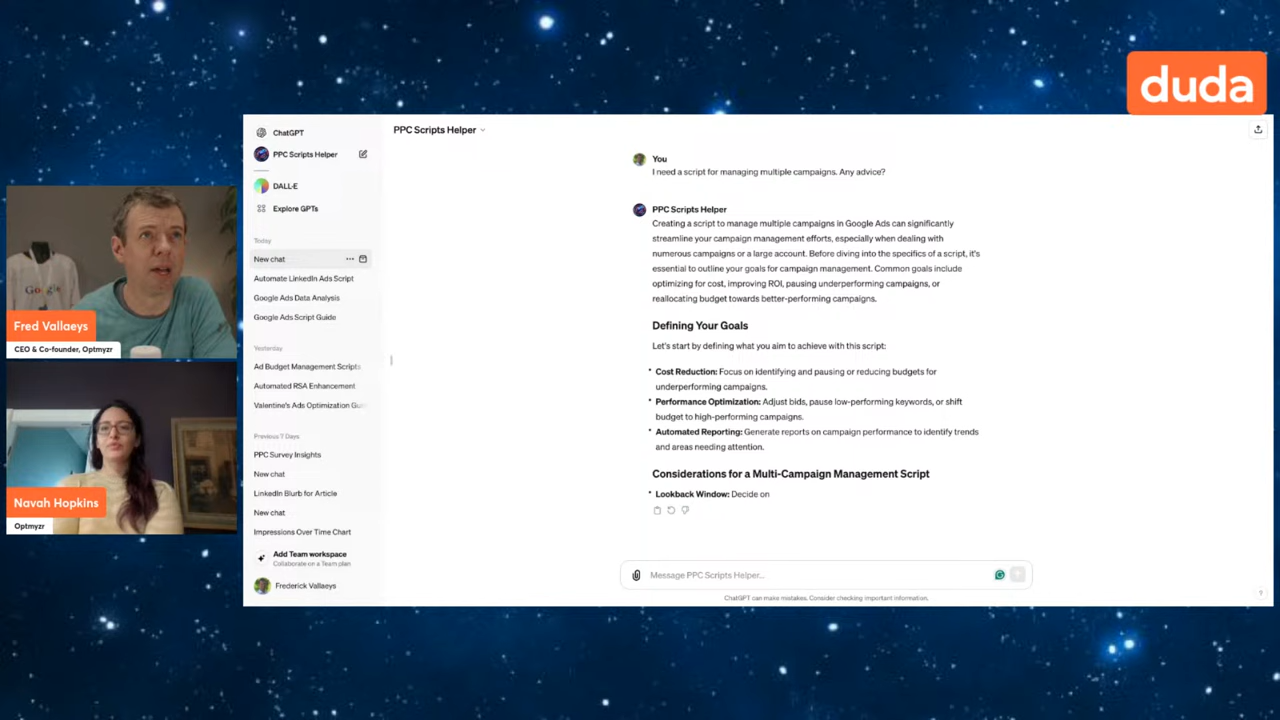 duda
ChatGPT
PPC Scripts Helper
DALL·E
Explore GPTs
Today
New chat
Automate LinkedIn Ads Script
Google Ads Data Analysis
Google Ads Script Guide
Yesterday
Ad Budget Management Scripts
Automated RSA Enhancement
Valentine's Ads Optimization Gui
Previous 7 Days
PPC Survey Insights
New chat
LinkedIn Blurb for Article
New chat
Impressions Over Time Chart
Add Team workspace
Collaborate on a Team plan
Frederick Vallaeys
PPC Scripts Helper
You
I need a script for managing multiple campaigns. Any advice?
PPC Scripts Helper
Creating a script to manage multiple campaigns in Google Ads can significantly
streamline your campaign management efforts, especially when dealing with
numerous campaigns or a large account. Before diving into the specifics of a script, it's
essential to outline your goals for campaign management. Common goals include
optimizing for cost, improving ROI, pausing underperforming campaigns, or
reallocating budget towards better-performing campaigns.
Defining Your Goals
Let's start by defining what you aim to achieve with this script:
• Cost Reduction: Focus on identifying and pausing or reducing budgets for
underperforming campaigns.
• Performance Optimization: Adjust bids, pause low-performing keywords, or shift
budget to high-performing campaigns.
• Automated Reporting: Generate reports on campaign performance to identify trends
and areas needing attention.
Considerations for a Multi-Campaign Management Script
• Lookback Window: Decide on
Message PPC Scripts Helper...
ChatGPT can make mistakes. Consider checking important information.
?
Google
Fred Vallaeys
CEO & Co-founder, Optmyzr
Navah Hopkins
Optmyzr